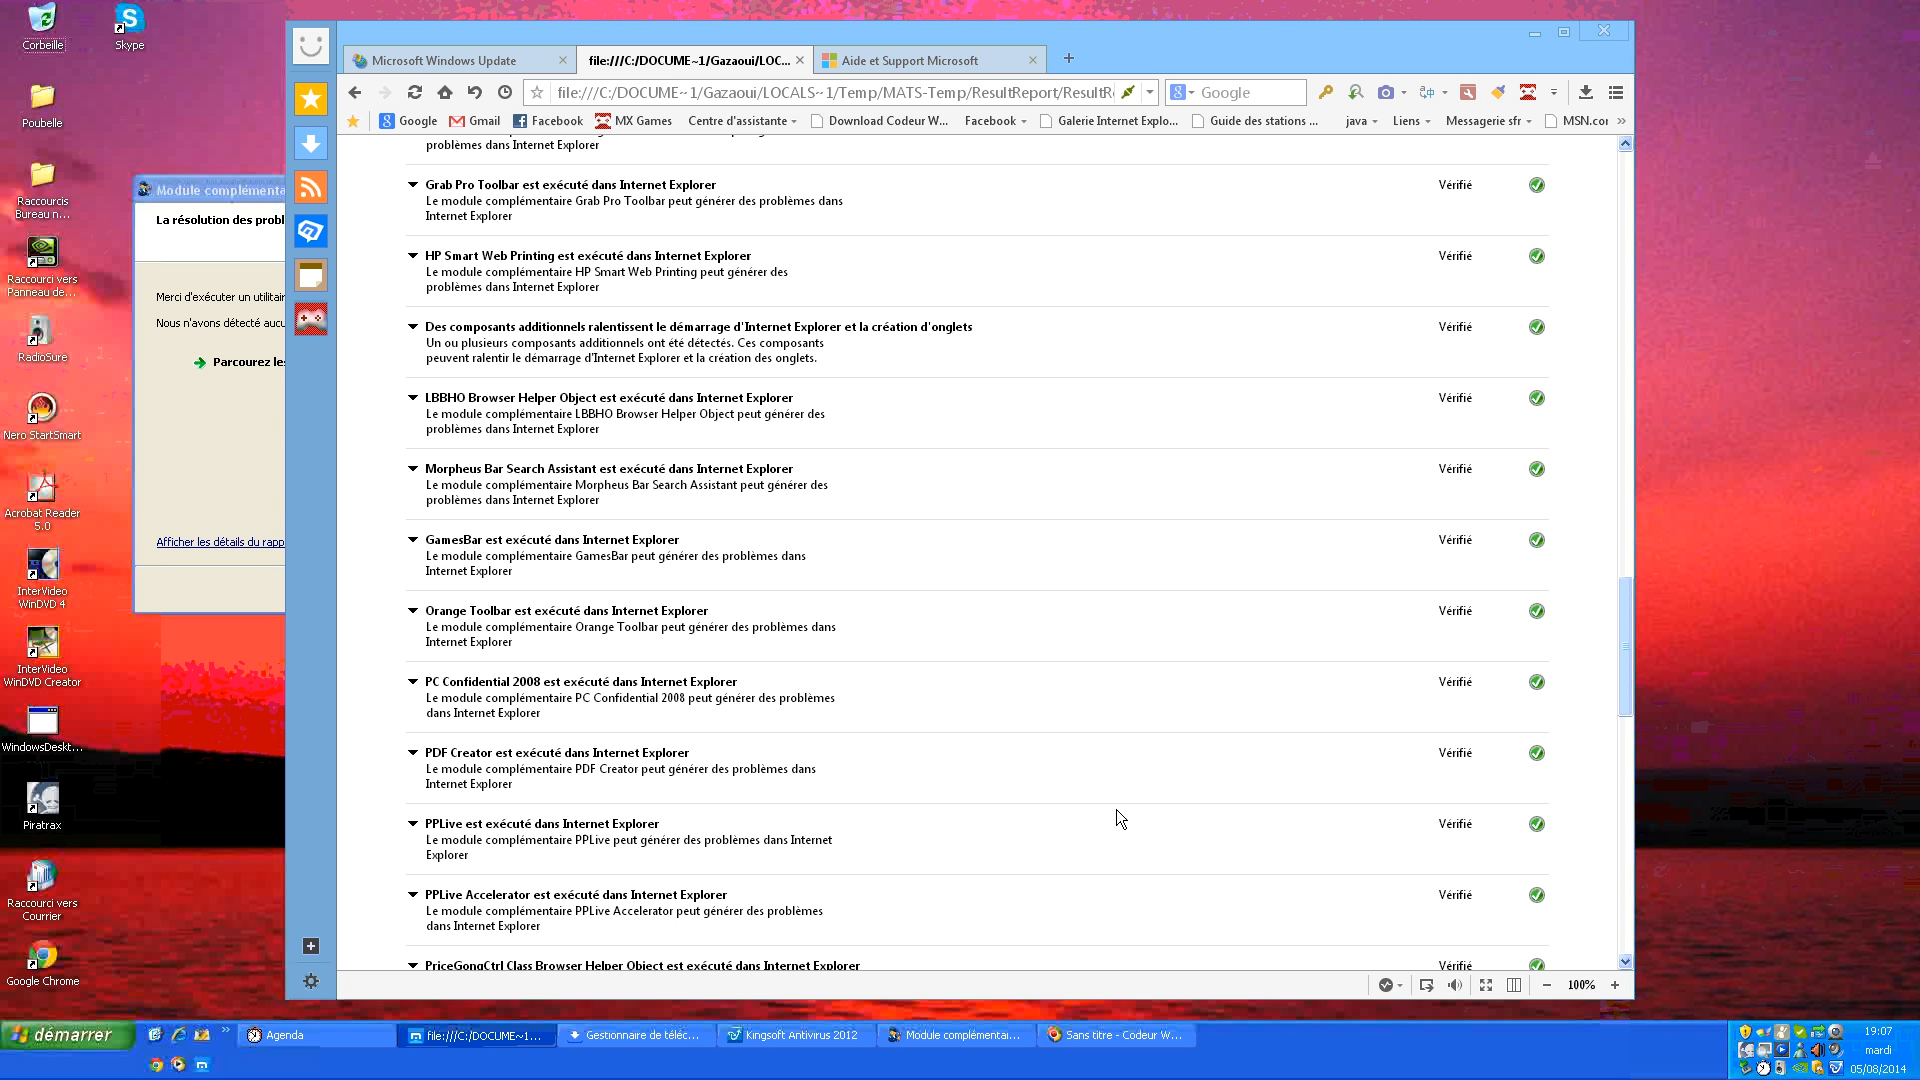 Corbeille
Skype
Poubelle
Raccourcis
Bureau n...
Raccourci vers
Panneau de...
RadioSure
Nero StartSmart
Acrobat Reader
5.0
InterVideo
WinDVD 4
InterVideo
WinDVD Creator
WindowsDeskt...
Piratrax
Raccourci vers
Courrier
Google Chrome
Module complémenta
La résolution des probl
Merci d'exécuter un utilitair
Nous n'avons détecté aucu
Parcourez les
Afficher les détails du rapp
Microsoft Windows Update
file:///C:/DOCUME~1/Gazaoui/LOC...
Aide et Support Microsoft
file:///C:/DOCUME~1/Gazaoui/LOCALS~1/Temp/MATS-Temp/ResultReport/ResultR
Google
Google
Gmail
Facebook
MX Games
Centre d'assistante
Download Codeur W...
Facebook
Galerie Internet Explo...
Guide des stations ...
java
Liens
Messagerie sfr
MSN.cor
problèmes dans Internet Explorer
Grab Pro Toolbar est exécuté dans Internet Explorer Vérifié
Le module complémentaire Grab Pro Toolbar peut générer des problèmes dans
Internet Explorer
HP Smart Web Printing est exécuté dans Internet Explorer Vérifié
Le module complémentaire HP Smart Web Printing peut générer des
problèmes dans Internet Explorer
Des composants additionnels ralentissent le démarrage d'Internet Explorer et la création d'onglets Vérifié
Un ou plusieurs composants additionnels ont été détectés. Ces composants
peuvent ralentir le démarrage d'Internet Explorer et la création des onglets.
LBBHO Browser Helper Object est exécuté dans Internet Explorer Vérifié
Le module complémentaire LBBHO Browser Helper Object peut générer des
problèmes dans Internet Explorer
Morpheus Bar Search Assistant est exécuté dans Internet Explorer Vérifié
Le module complémentaire Morpheus Bar Search Assistant peut générer des
problèmes dans Internet Explorer
GamesBar est exécuté dans Internet Explorer Vérifié
Le module complémentaire GamesBar peut générer des problèmes dans
Internet Explorer
Orange Toolbar est exécuté dans Internet Explorer Vérifié
Le module complémentaire Orange Toolbar peut générer des problèmes dans
Internet Explorer
PC Confidential 2008 est exécuté dans Internet Explorer Vérifié
Le module complémentaire PC Confidential 2008 peut générer des problèmes
dans Internet Explorer
PDF Creator est exécuté dans Internet Explorer Vérifié
Le module complémentaire PDF Creator peut générer des problèmes dans
Internet Explorer
PPLive est exécuté dans Internet Explorer Vérifié
Le module complémentaire PPLive peut générer des problèmes dans Internet
Explorer
PPLive Accelerator est exécuté dans Internet Explorer Vérifié
Le module complémentaire PPLive Accelerator peut générer des problèmes
dans Internet Explorer
PriceGongCtrl Class Browser Helper Object est exécuté dans Internet Explorer Vérifié
100%
démarrer
Agenda
file:///C:/DOCUME~1...
Gestionnaire de téléc...
Kingsoft Antivirus 2012
Module complémentai...
Sans titre - Codeur W...
19:07
mardi
05/08/2014